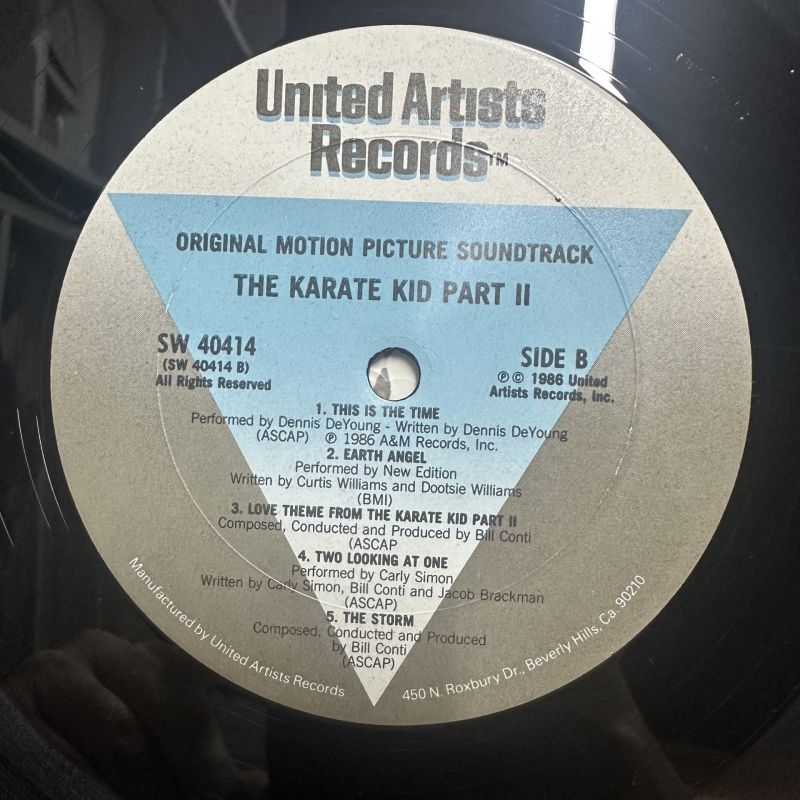 United Artists
Records™
ORIGINAL MOTION PICTURE SOUNDTRACK
THE KARATE KID PART II
SW 40414
(SW 40414 B)
All Rights Reserved
SIDE B
℗ © 1986 United
Artists Records, Inc.
1. THIS IS THE TIME
Performed by Dennis DeYoung - Written by Dennis DeYoung
(ASCAP) ℗ 1986 A&M Records, Inc.
2. EARTH ANGEL
Performed by New Edition
Written by Curtis Williams and Dootsie Williams
(BMI)
3. LOVE THEME FROM THE KARATE KID PART II
Composed, Conducted and Produced by Bill Conti
(ASCAP
4. TWO LOOKING AT ONE
Performed by Carly Simon
Written by Carly Simon, Bill Conti and Jacob Brackman
(ASCAP)
5. THE STORM
Composed, Conducted and Produced
by Bill Conti
(ASCAP)
Manufactured by United Artists Records
450 N. Roxbury Dr., Beverly Hills, Ca. 90210